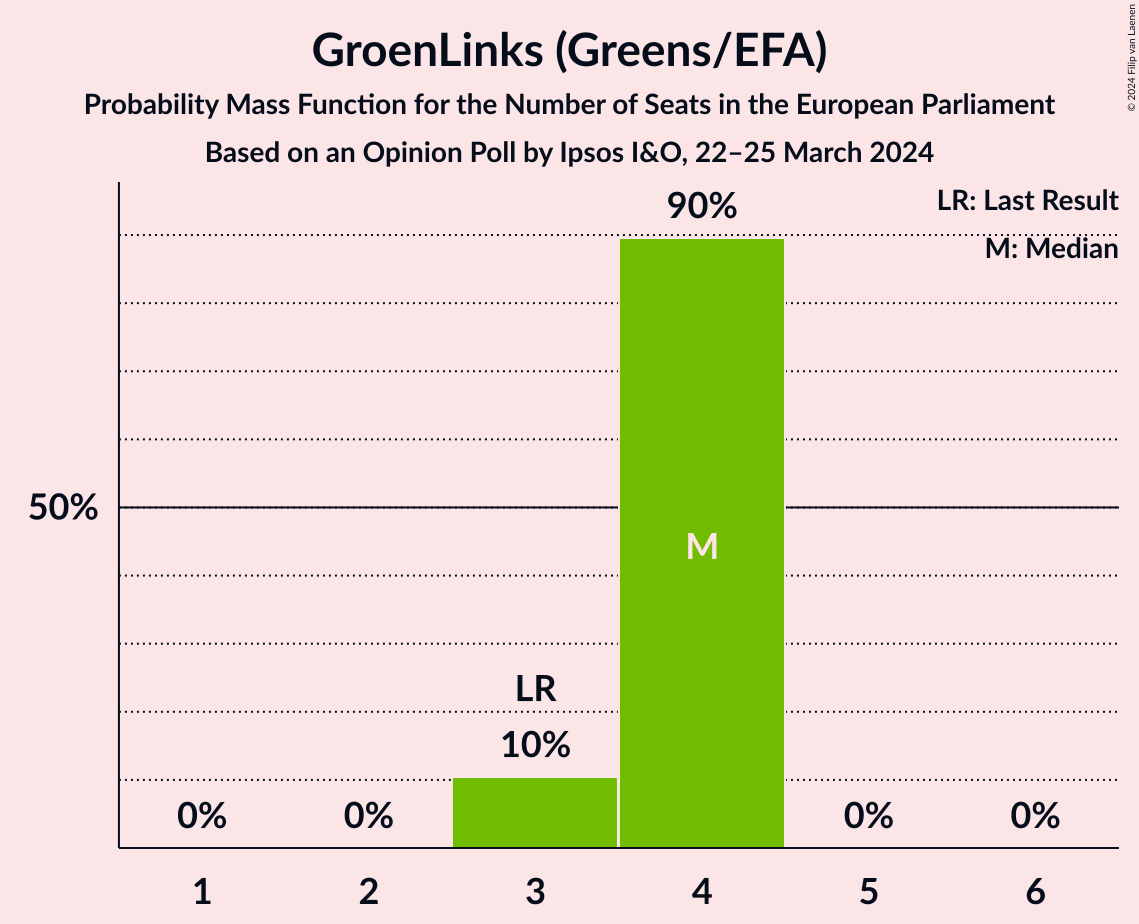 GroenLinks (Greens/EFA)
Probability Mass Function for the Number of Seats in the European Parliament
Based on an Opinion Poll by Ipsos I&O, 22–25 March 2024
© 2024 Filip van Laenen
LR: Last Result
M: Median
90%
50%
M
LR
10%
0%
0%
0%
0%
1
2
3
4
5
6